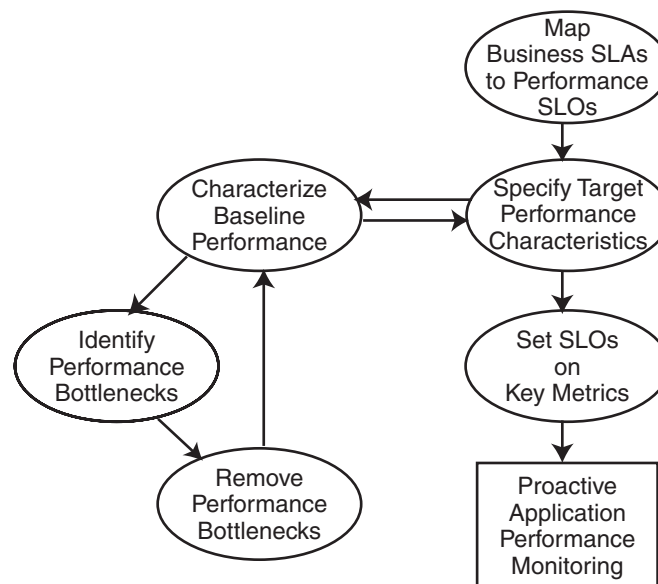 Map
Business SLAs
to Performance
SLOs
Characterize
Baseline
Performance
Specify Target
Performance
Characteristics
Identify
Performance
Bottlenecks
Set SLOs
on
Key Metrics
Remove
Performance
Bottlenecks
Proactive
Application
Performance
Monitoring